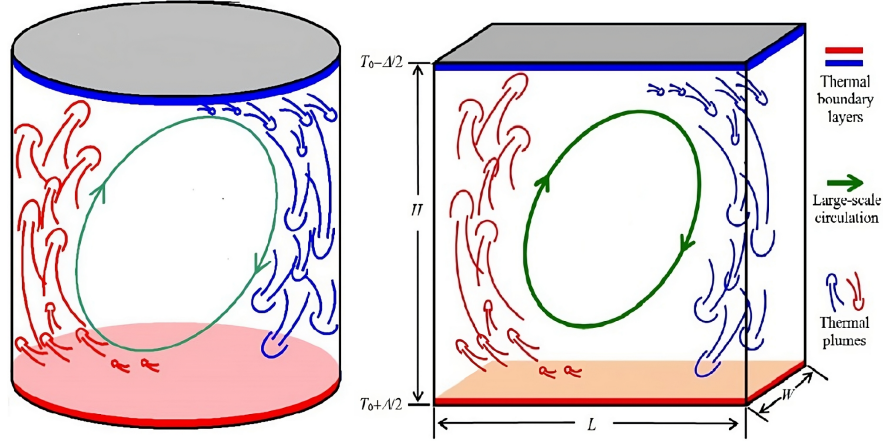 T₀−Δ/2
H
T₀+Δ/2
L
W
Thermal
boundary
layers
Large-scale
circulation
Thermal
plumes